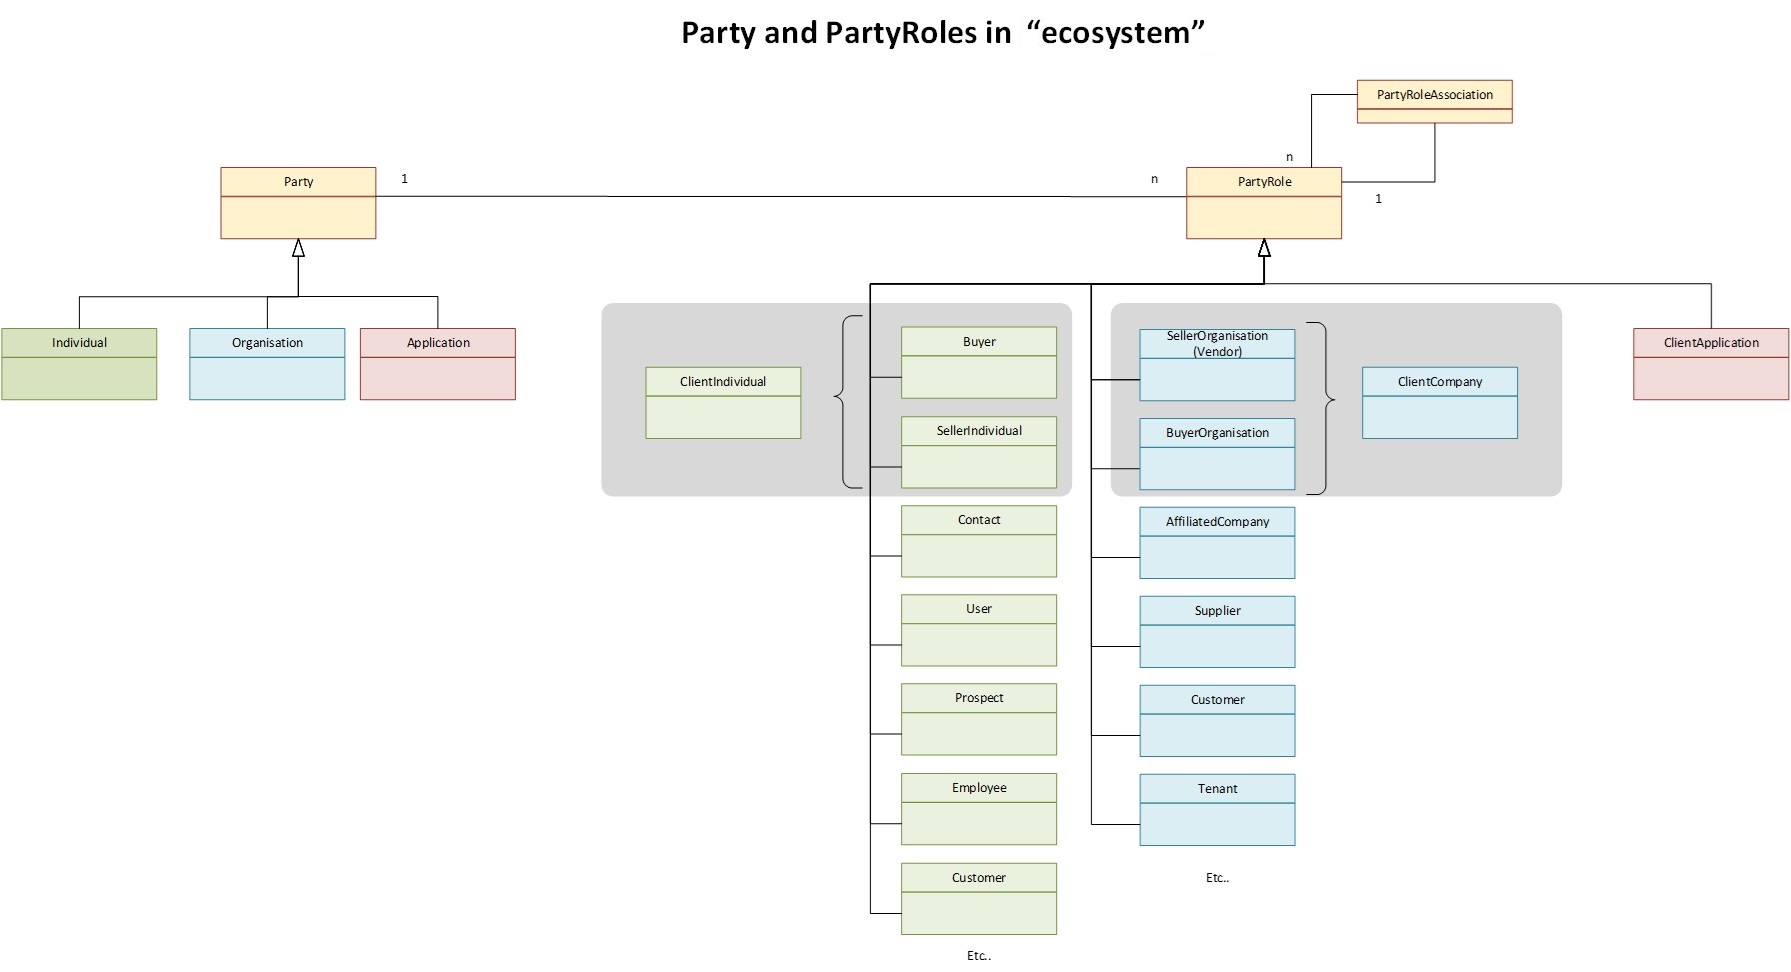 Party and PartyRoles in “ecosystem”
PartyRoleAssociation
n
Party
1
n
PartyRole
1
Individual
Organisation
Application
ClientIndividual
Buyer
SellerIndividual
Contact
User
Prospect
Employee
Customer
Etc..
SellerOrganisation
(Vendor)
BuyerOrganisation
AffiliatedCompany
Supplier
Customer
Tenant
Etc..
ClientCompany
ClientApplication